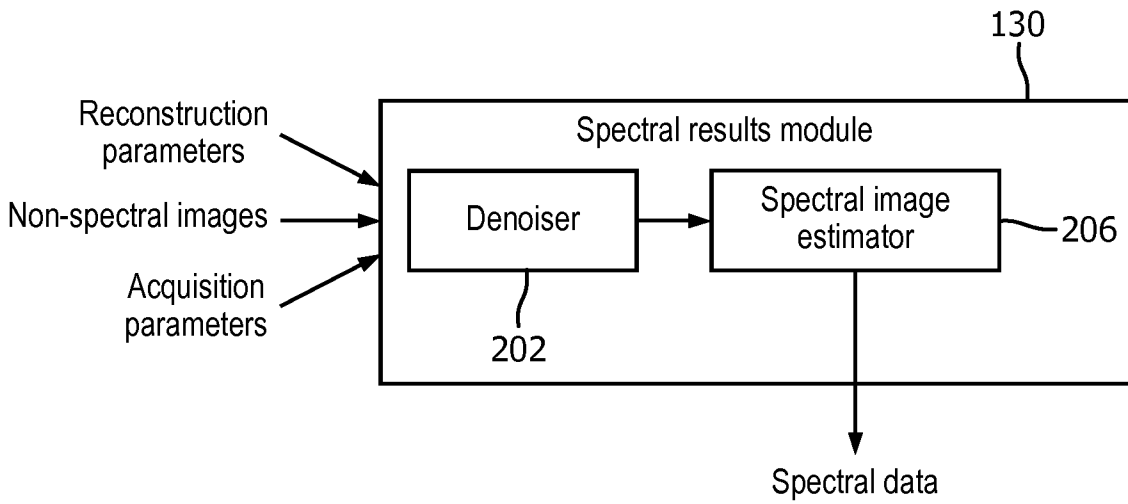 130
Reconstruction
parameters
Spectral results module
Non-spectral images
Denoiser
Spectral image
estimator
206
Acquisition
parameters
202
Spectral data